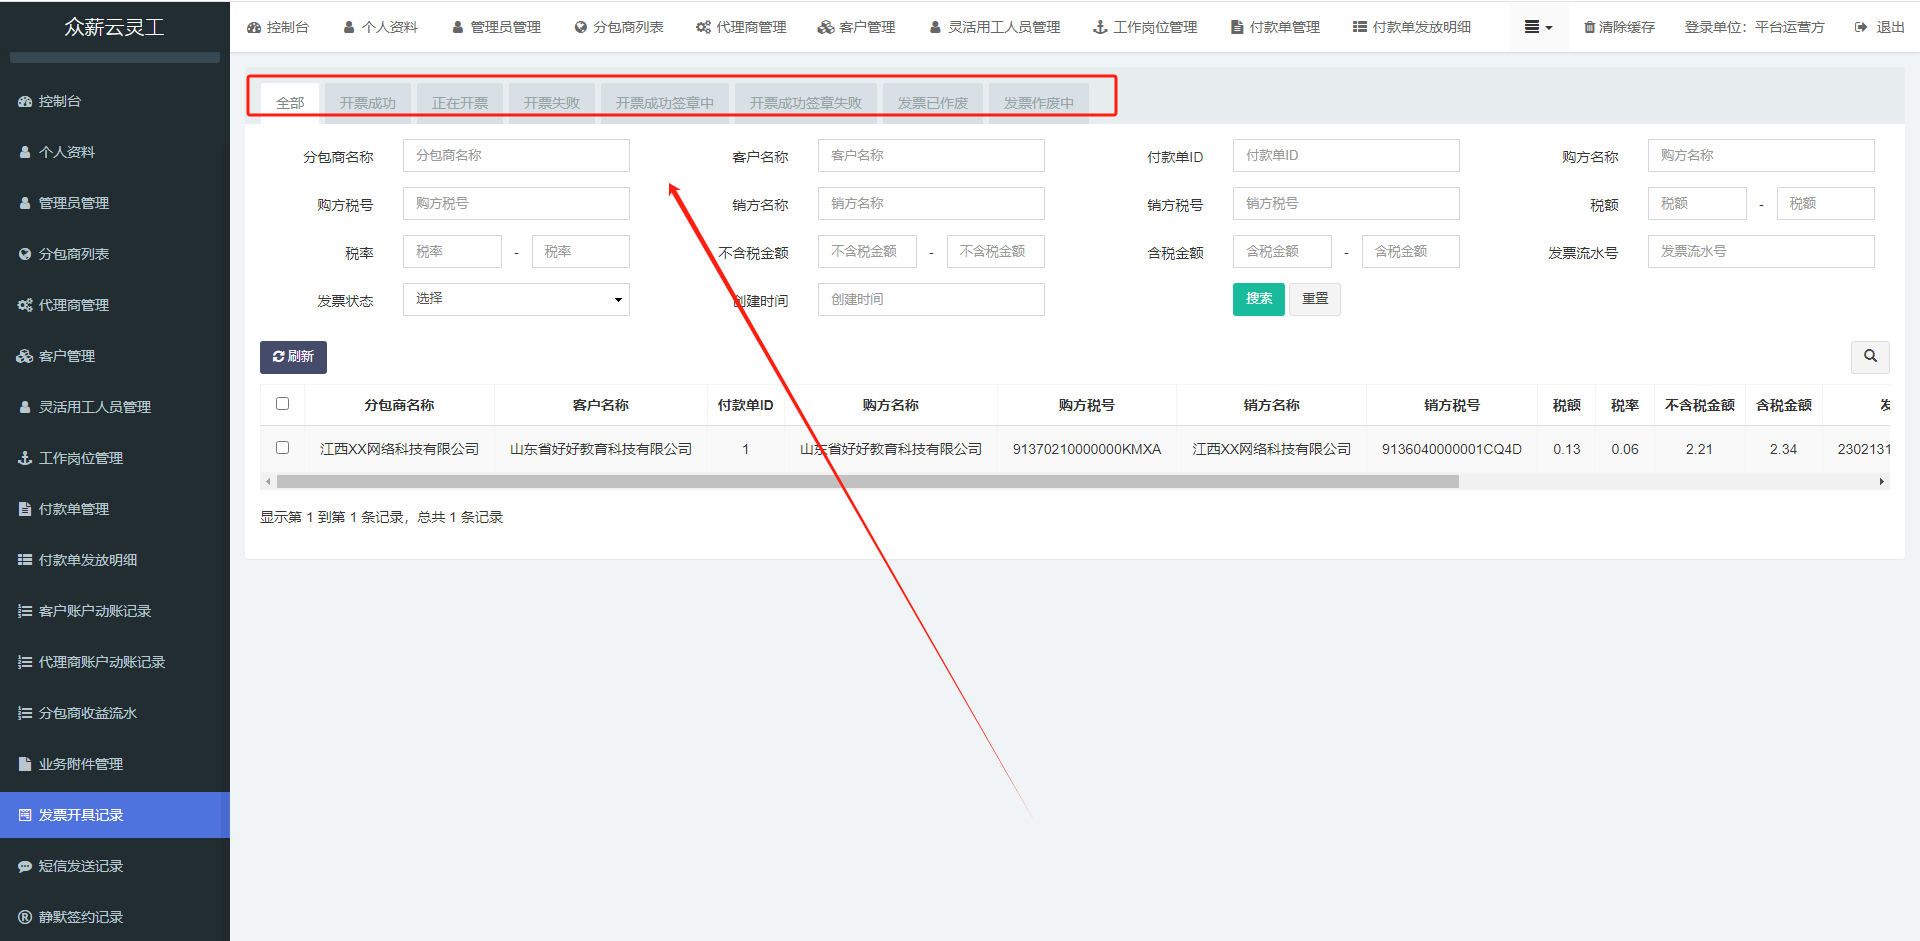 众薪云灵工
控制台
个人资料
管理员管理
分包商列表
代理商管理
客户管理
灵活用工人员管理
工作岗位管理
付款单管理
付款单发放明细
清除缓存
登录单位：平台运营方
退出
控制台
个人资料
管理员管理
分包商列表
代理商管理
客户管理
灵活用工人员管理
工作岗位管理
付款单管理
付款单发放明细
客户账户动账记录
代理商账户动账记录
分包商收益流水
业务附件管理
发票开具记录
短信发送记录
静默签约记录
全部 开票成功 正在开票 开票失败 开票成功签章中 开票成功签章失败 发票已作废 发票作废中
分包商名称 分包商名称 客户名称 客户名称 付款单ID 付款单ID 购方名称 购方名称
购方税号 购方税号 销方名称 销方名称 销方税号 销方税号 税额 税额 - 税额
税率 税率 - 税率 不含税金额 不含税金额 - 不含税金额 含税金额 含税金额 - 含税金额 发票流水号 发票流水号
发票状态 选择 创建时间 创建时间 搜索 重置
刷新
分包商名称 客户名称 付款单ID 购方名称 购方税号 销方名称 销方税号 税额 税率 不含税金额 含税金额 发
江西XX网络科技有限公司 山东省好好教育科技有限公司 1 山东省好好教育科技有限公司 91370210000000KMXA 江西XX网络科技有限公司 9136040000001CQ4D 0.13 0.06 2.21 2.34 2302131
显示第 1 到第 1 条记录，总共 1 条记录